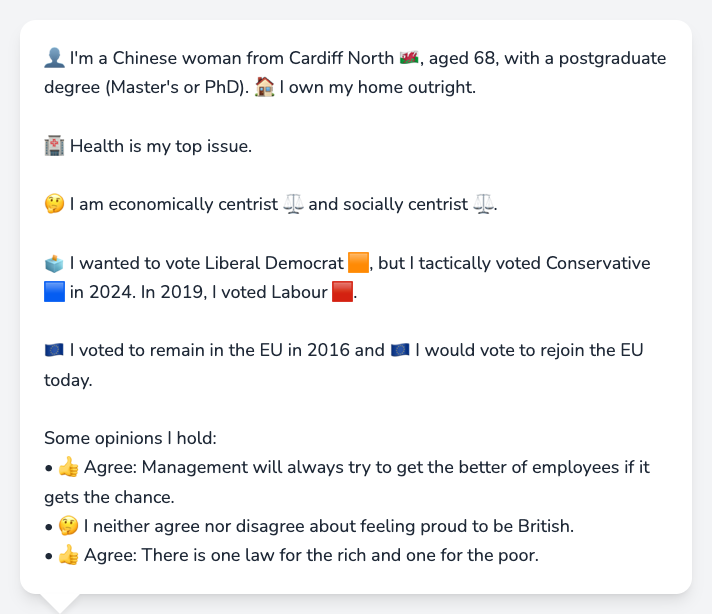 👤 I'm a Chinese woman from Cardiff North 🏴󠁧󠁢󠁷󠁬󠁳󠁿, aged 68, with a postgraduate
degree (Master's or PhD). 🏠 I own my home outright.
🏥 Health is my top issue.
🤔 I am economically centrist ⚖️ and socially centrist ⚖️.
🗳️ I wanted to vote Liberal Democrat 🟧, but I tactically voted Conservative
🟦 in 2024. In 2019, I voted Labour 🟥.
🇪🇺 I voted to remain in the EU in 2016 and 🇪🇺 I would vote to rejoin the EU
today.
Some opinions I hold:
• 👍 Agree: Management will always try to get the better of employees if it
gets the chance.
• 🤔 I neither agree nor disagree about feeling proud to be British.
• 👍 Agree: There is one law for the rich and one for the poor.